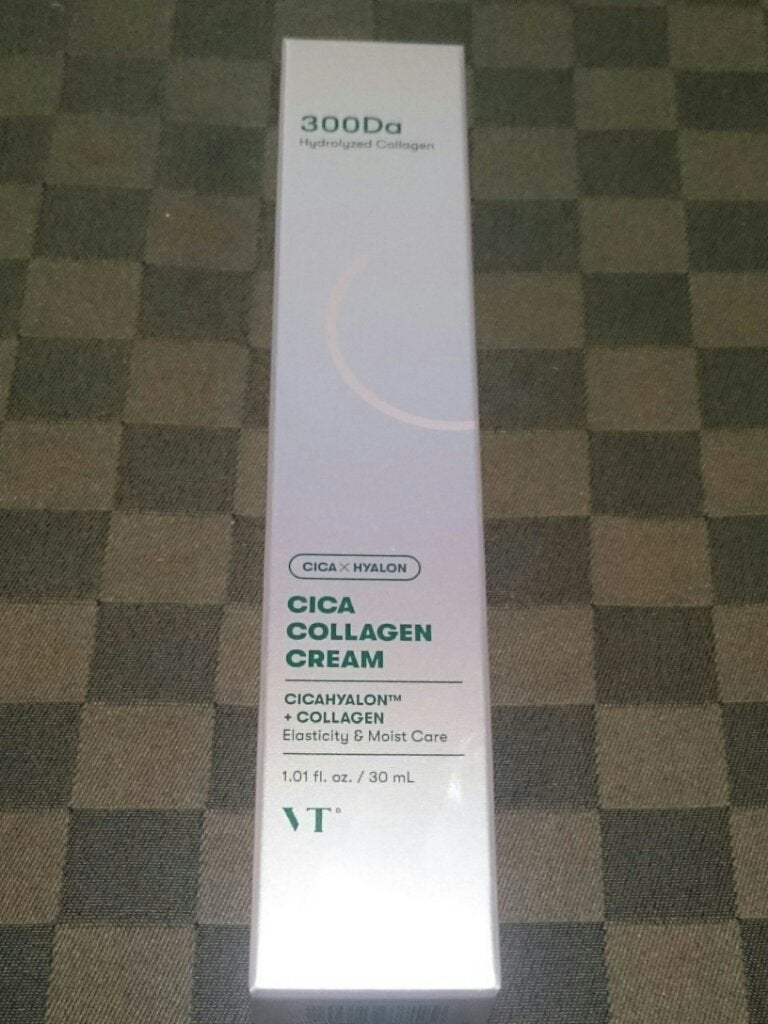 300Da
Hydrolyzed Collagen
CICA×HYALON
CICA
COLLAGEN
CREAM
CICAHYALON™
+ COLLAGEN
Elasticity & Moist Care
1.01 fl. oz. / 30 mL
VT°